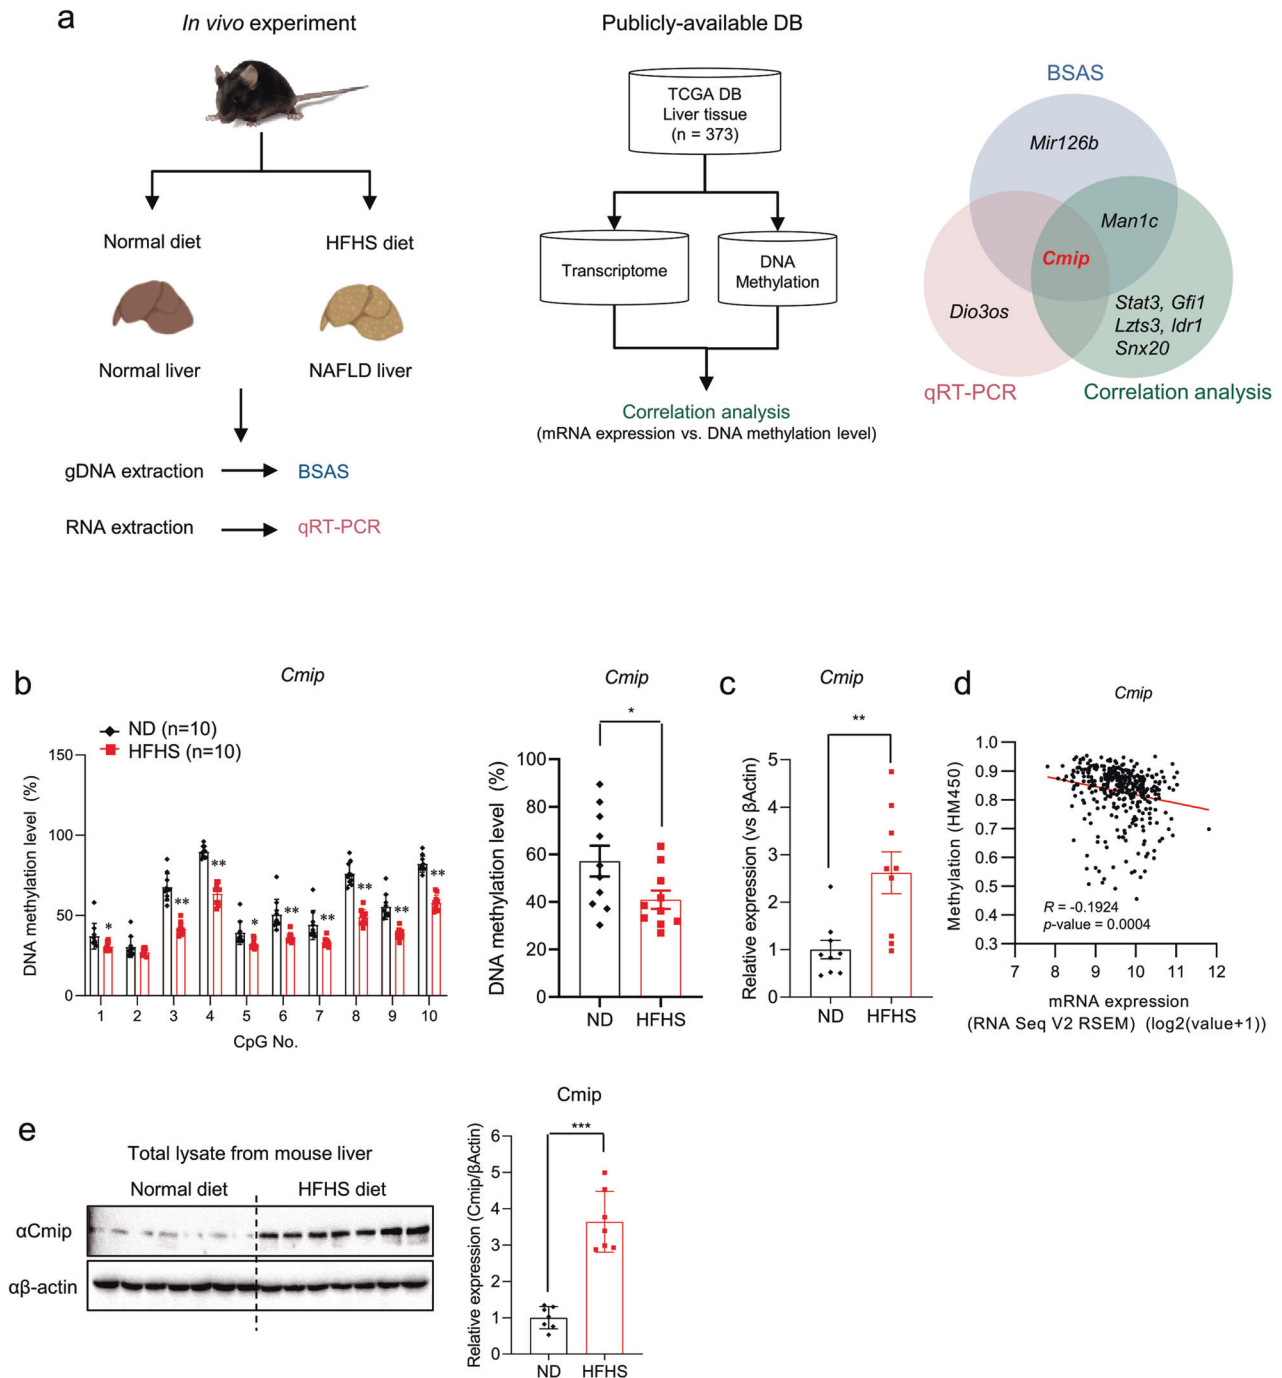 a
In vivo experiment
Normal diet
HFHS diet
Normal liver
NAFLD liver
gDNA extraction
BSAS
RNA extraction
qRT-PCR
Publicly-available DB
TCGA DB
Liver tissue
(n = 373)
Transcriptome
DNA
Methylation
Correlation analysis
(mRNA expression vs. DNA methylation level)
BSAS
Mir126b
Man1c
Cmip
Dio3os
Stat3, Gfi1
Lzts3, Idr1
Snx20
qRT-PCR
Correlation analysis
b
Cmip
ND (n=10)
HFHS (n=10)
DNA methylation level (%)
150
100
50
0
* ** ** * ** ** ** ** **
1 2 3 4 5 6 7 8 9 10
CpG No.
Cmip
*
DNA methylation level (%)
100
80
60
40
20
0
ND HFHS
c
Cmip
**
Relative expression (vs βActin)
5
4
3
2
1
0
ND HFHS
d
Cmip
Methylation (HM450)
1.0
0.9
0.8
0.7
0.6
0.5
0.4
0.3
R = -0.1924
p-value = 0.0004
7 8 9 10 11 12
mRNA expression
(RNA Seq V2 RSEM) (log2(value+1))
e
Total lysate from mouse liver
Normal diet HFHS diet
αCmip
αβ-actin
Cmip
***
Relative expression (Cmip/βActin)
6
5
4
3
2
1
0
ND HFHS